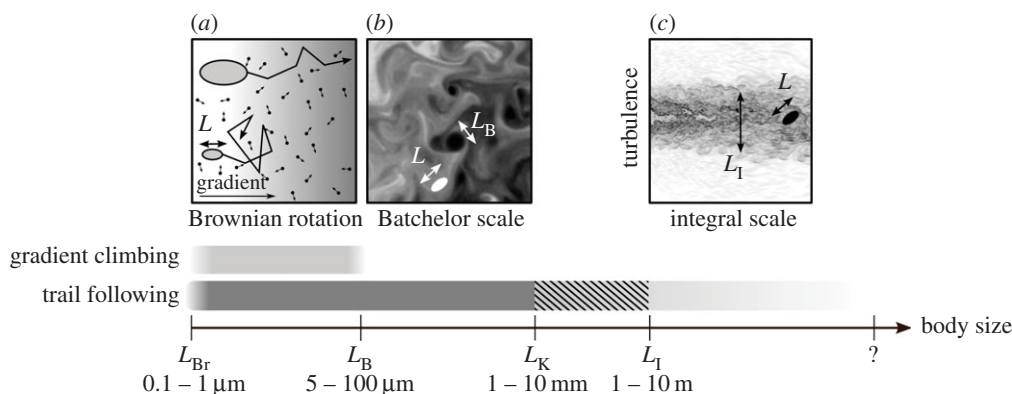 (a)
(b)
(c)
L
gradient
L_B
L
turbulence
L
L_I
Brownian rotation
Batchelor scale
integral scale
gradient climbing
trail following
body size
L_Br
L_B
L_K
L_I
?
0.1 – 1 µm
5 – 100 µm
1 – 10 mm
1 – 10 m